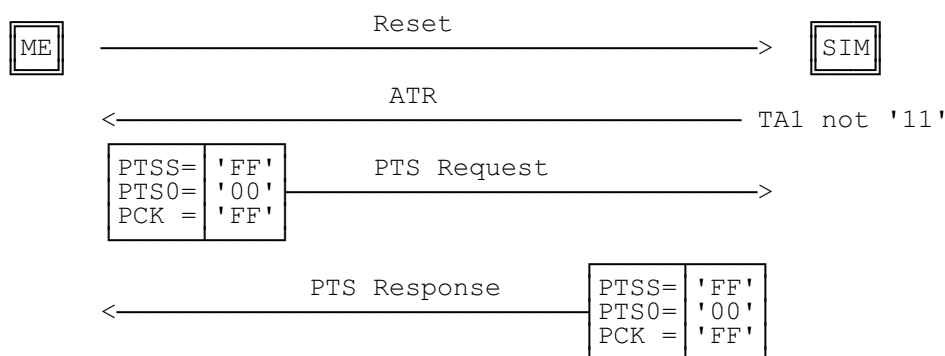 Reset
ME
SIM
ATR
TA1 not '11'
PTSS= 'FF'
PTS0= '00'
PCK = 'FF'
PTS Request
PTS Response
PTSS= 'FF'
PTS0= '00'
PCK = 'FF'